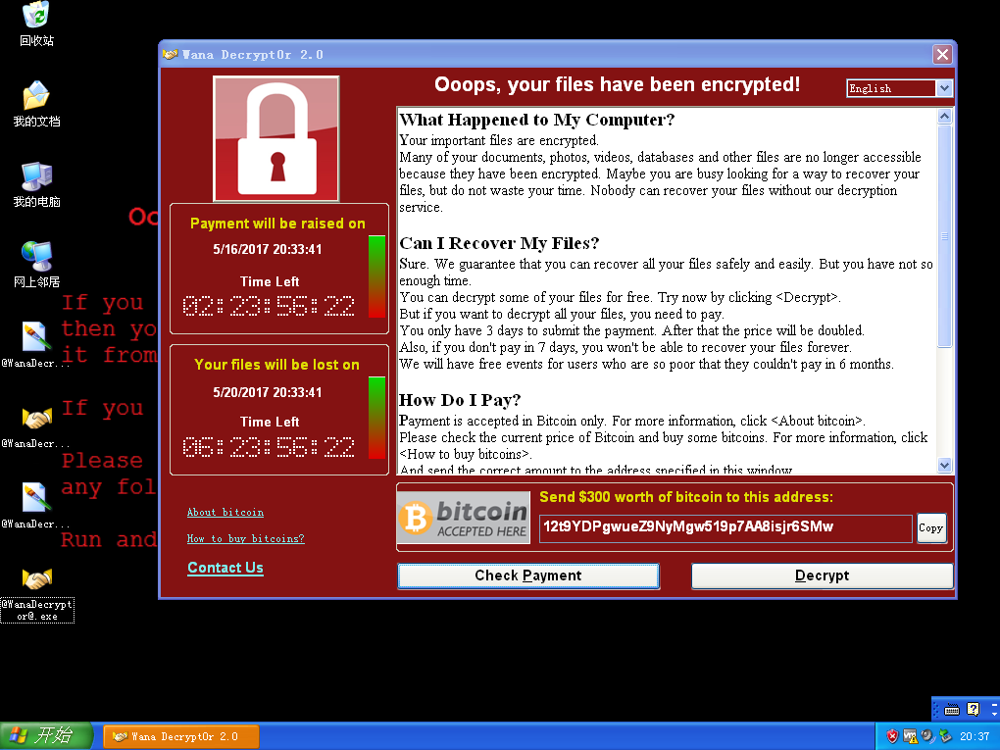 回收站
我的文档
我的电脑
网上邻居
@WanaDecr...
@WanaDecr...
@WanaDecr...
@WanaDecrypt
or@.exe
Oo
If you
then yo
it from
If you
Please
any fol
Run and
Wana Decrypt0r 2.0
Ooops, your files have been encrypted!
English
Payment will be raised on
5/16/2017 20:33:41
Time Left
02:23:56:22
Your files will be lost on
5/20/2017 20:33:41
Time Left
06:23:56:22
About bitcoin
How to buy bitcoins?
Contact Us
What Happened to My Computer?
Your important files are encrypted.
Many of your documents, photos, videos, databases and other files are no longer accessible
because they have been encrypted. Maybe you are busy looking for a way to recover your
files, but do not waste your time. Nobody can recover your files without our decryption
service.
Can I Recover My Files?
Sure. We guarantee that you can recover all your files safely and easily. But you have not so
enough time.
You can decrypt some of your files for free. Try now by clicking <Decrypt>.
But if you want to decrypt all your files, you need to pay.
You only have 3 days to submit the payment. After that the price will be doubled.
Also, if you don't pay in 7 days, you won't be able to recover your files forever.
We will have free events for users who are so poor that they couldn't pay in 6 months.
How Do I Pay?
Payment is accepted in Bitcoin only. For more information, click <About bitcoin>.
Please check the current price of Bitcoin and buy some bitcoins. For more information, click
<How to buy bitcoins>.
And send the correct amount to the address specified in this window.
bitcoin
ACCEPTED HERE
Send $300 worth of bitcoin to this address:
12t9YDPgwueZ9NyMgw519p7AA8isjr6SMw
Copy
Check Payment
Decrypt
开始
Wana Decrypt0r 2.0
20:37